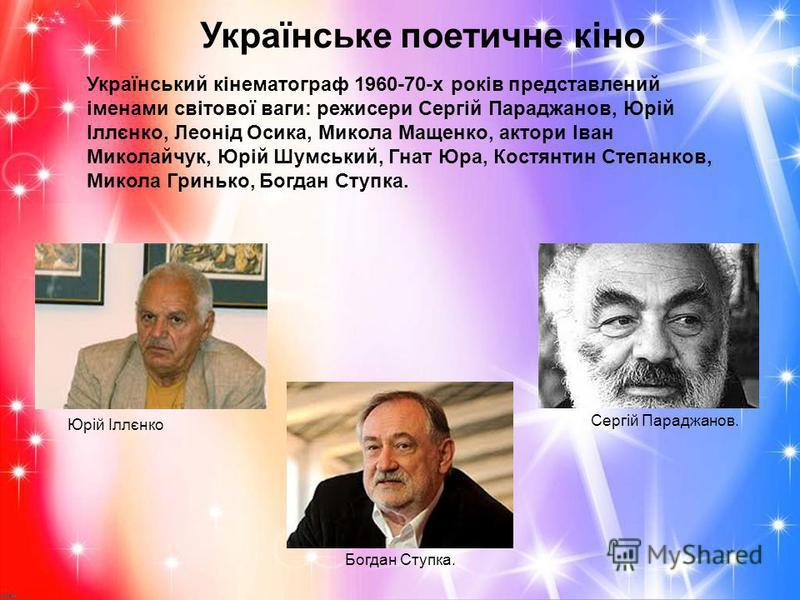 Українське поетичне кіно
Український кінематограф 1960-70-х років представлений
іменами світової ваги: режисери Сергій Параджанов, Юрій
Іллєнко, Леонід Осика, Микола Мащенко, актори Іван
Миколайчук, Юрій Шумський, Гнат Юра, Костянтин Степанков,
Микола Гринько, Богдан Ступка.
Юрій Іллєнко
Сергій Параджанов.
Богдан Ступка.
MyShared